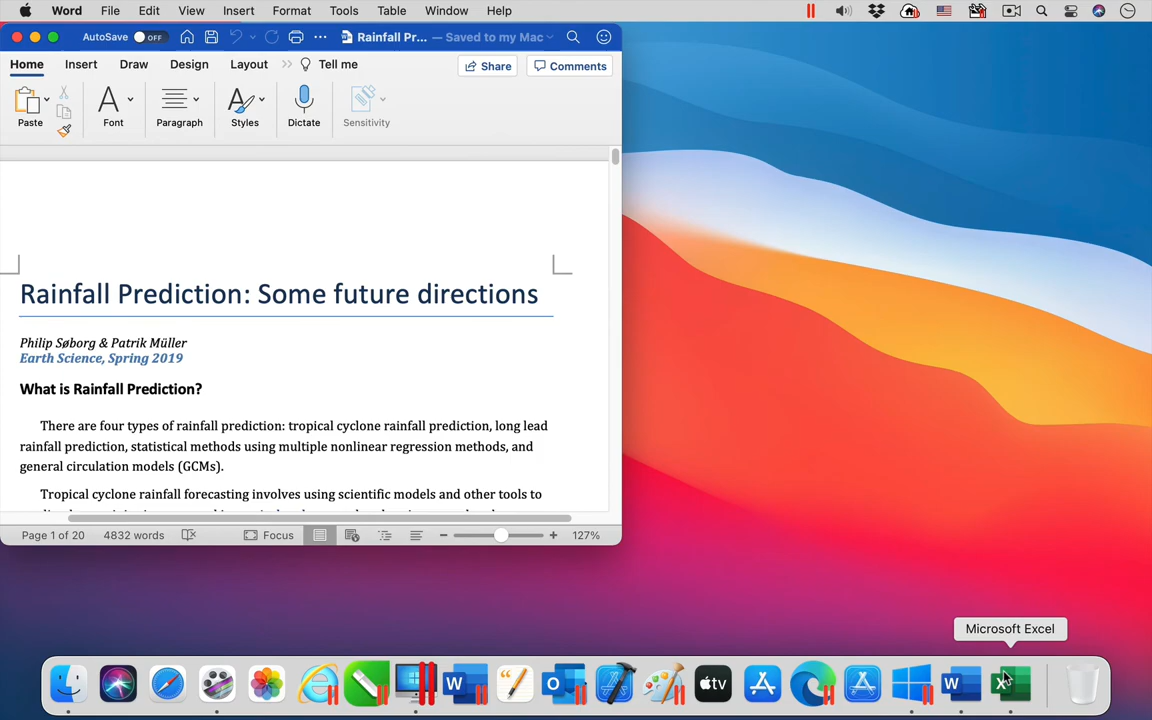 Word File Edit View Insert Format Tools Table Window Help
AutoSave OFF Rainfall Pr... — Saved to my Mac
Home Insert Draw Design Layout Tell me Share Comments
Paste Font Paragraph Styles Dictate Sensitivity
Rainfall Prediction: Some future directions
Philip Søborg & Patrik Müller
Earth Science, Spring 2019
What is Rainfall Prediction?
There are four types of rainfall prediction: tropical cyclone rainfall prediction, long lead
rainfall prediction, statistical methods using multiple nonlinear regression methods, and
general circulation models (GCMs).
Tropical cyclone rainfall forecasting involves using scientific models and other tools to
Page 1 of 20 4832 words Focus 127%
Microsoft Excel
tv